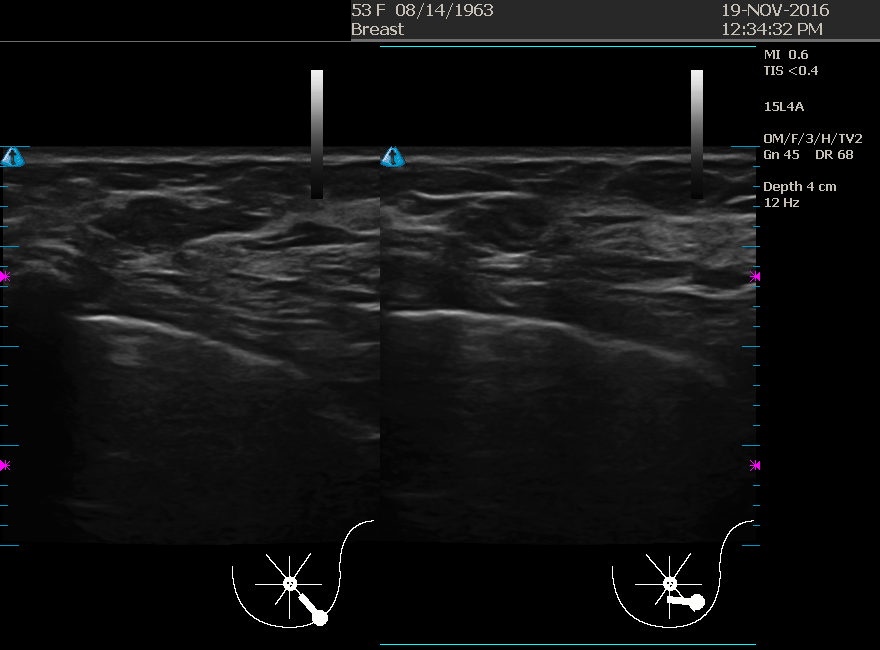 53 F 08/14/1963
19-NOV-2016
Breast
12:34:32 PM
MI 0.6
TIS <0.4
15L4A
OM/F/3/H/TV2
Gn 45 DR 68
Depth 4 cm
12 Hz